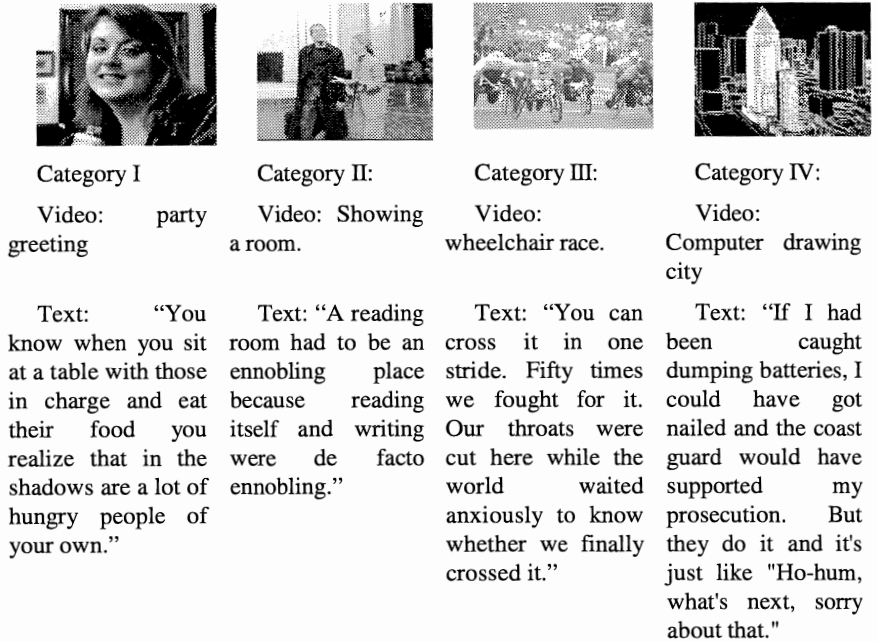 Category I
Video: party
greeting
Text: “You
know when you sit
at a table with those
in charge and eat
their food you
realize that in the
shadows are a lot of
hungry people of
your own.”
Category II:
Video: Showing
a room.
Text: “A reading
room had to be an
ennobling place
because reading
itself and writing
were de facto
ennobling.”
Category III:
Video:
wheelchair race.
Text: “You can
cross it in one
stride. Fifty times
we fought for it.
Our throats were
cut here while the
world waited
anxiously to know
whether we finally
crossed it.”
Category IV:
Video:
Computer drawing
city
Text: “If I had
been caught
dumping batteries, I
could have got
nailed and the coast
guard would have
supported my
prosecution. But
they do it and it's
just like "Ho-hum,
what's next, sorry
about that."